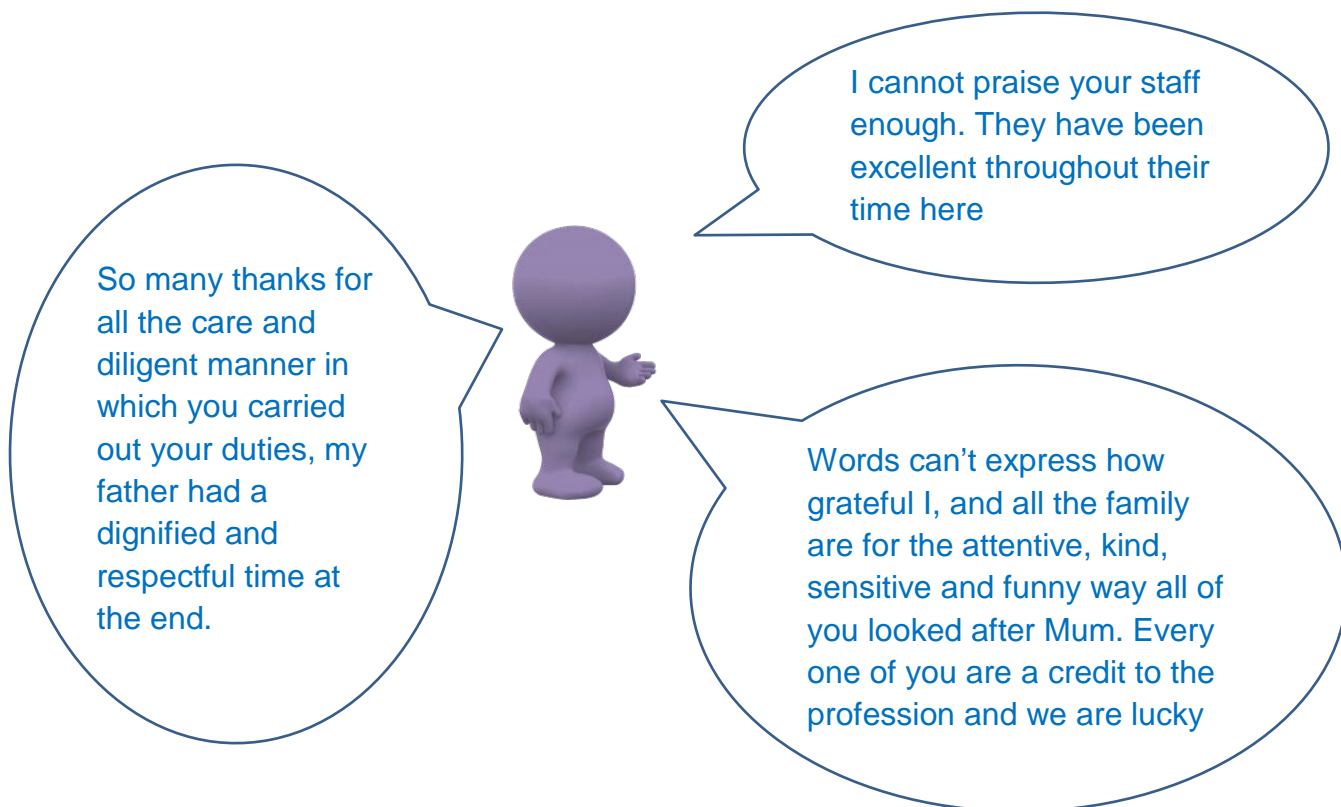 I cannot praise your staff
enough. They have been
excellent throughout their
time here
So many thanks for
all the care and
diligent manner in
which you carried
out your duties, my
father had a
dignified and
respectful time at
the end.
Words can’t express how
grateful I, and all the family
are for the attentive, kind,
sensitive and funny way all of
you looked after Mum. Every
one of you are a credit to the
profession and we are lucky